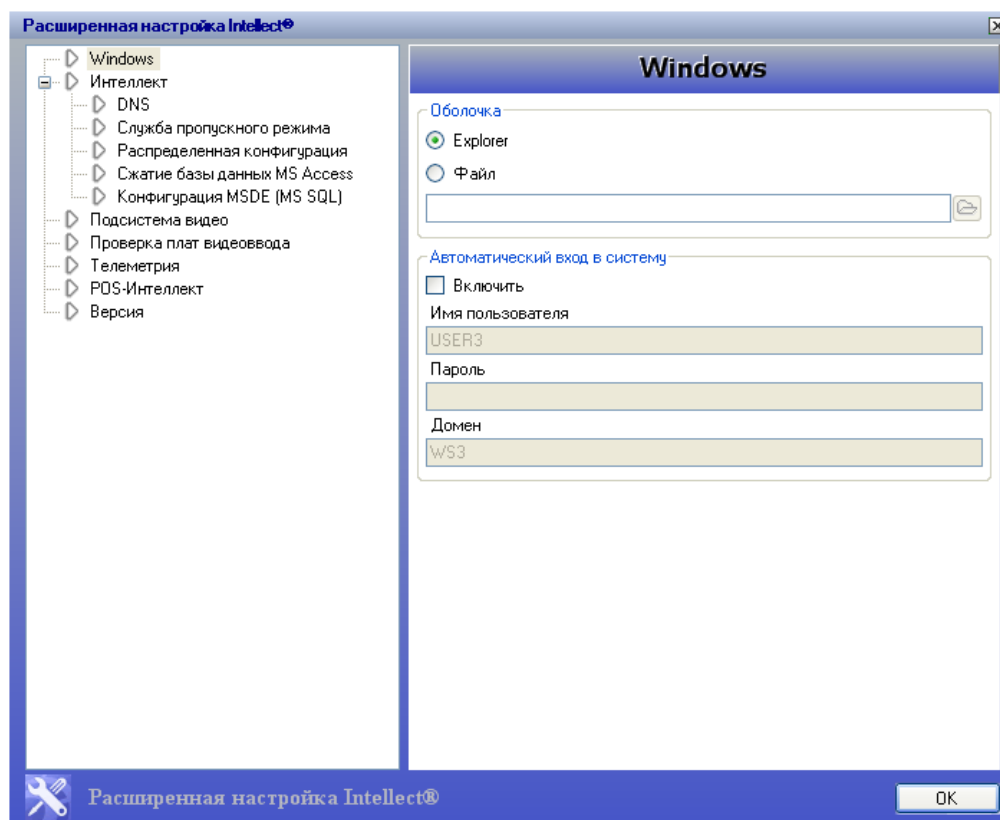 Расширенная настройка Intellect®
Windows
Интеллект
DNS
Служба пропускного режима
Распределенная конфигурация
Сжатие базы данных MS Access
Конфигурация MSDE (MS SQL)
Подсистема видео
Проверка плат видеоввода
Телеметрия
POS-Интеллект
Версия
Windows
Оболочка
Explorer
Файл
Автоматический вход в систему
Включить
Имя пользователя
USER3
Пароль
Домен
WS3
Расширенная настройка Intellect®
OK